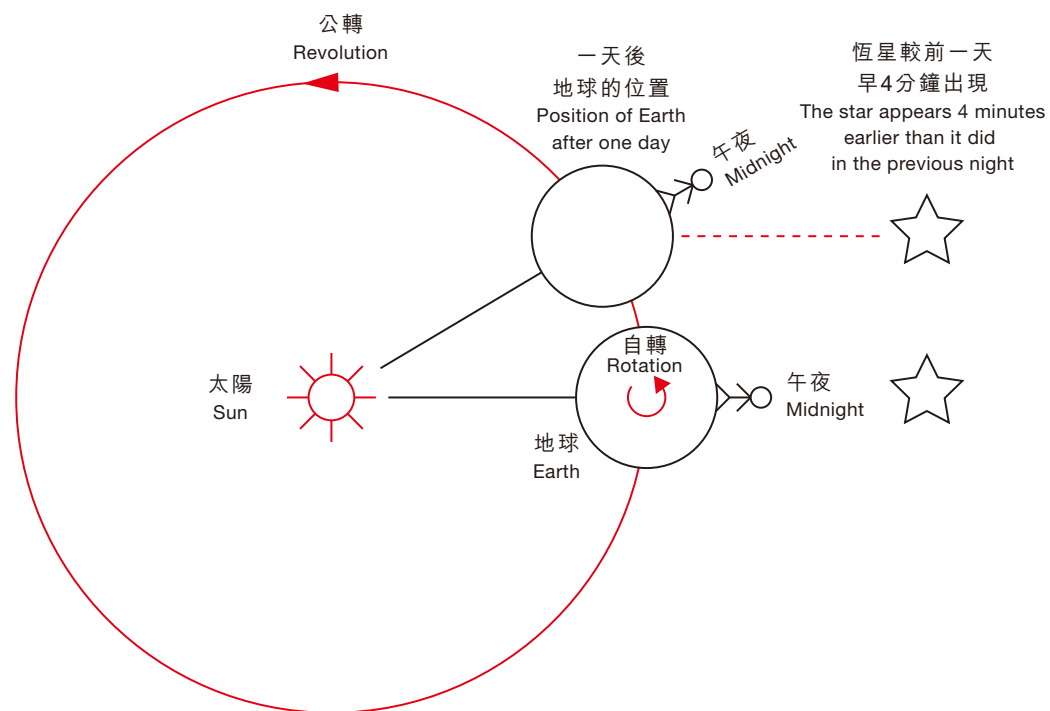 公轉
Revolution
一天後
地球的位置
Position of Earth
after one day
午夜
Midnight
恆星較前一天
早4分鐘出現
The star appears 4 minutes
earlier than it did
in the previous night
太陽
Sun
自轉
Rotation
地球
Earth
午夜
Midnight